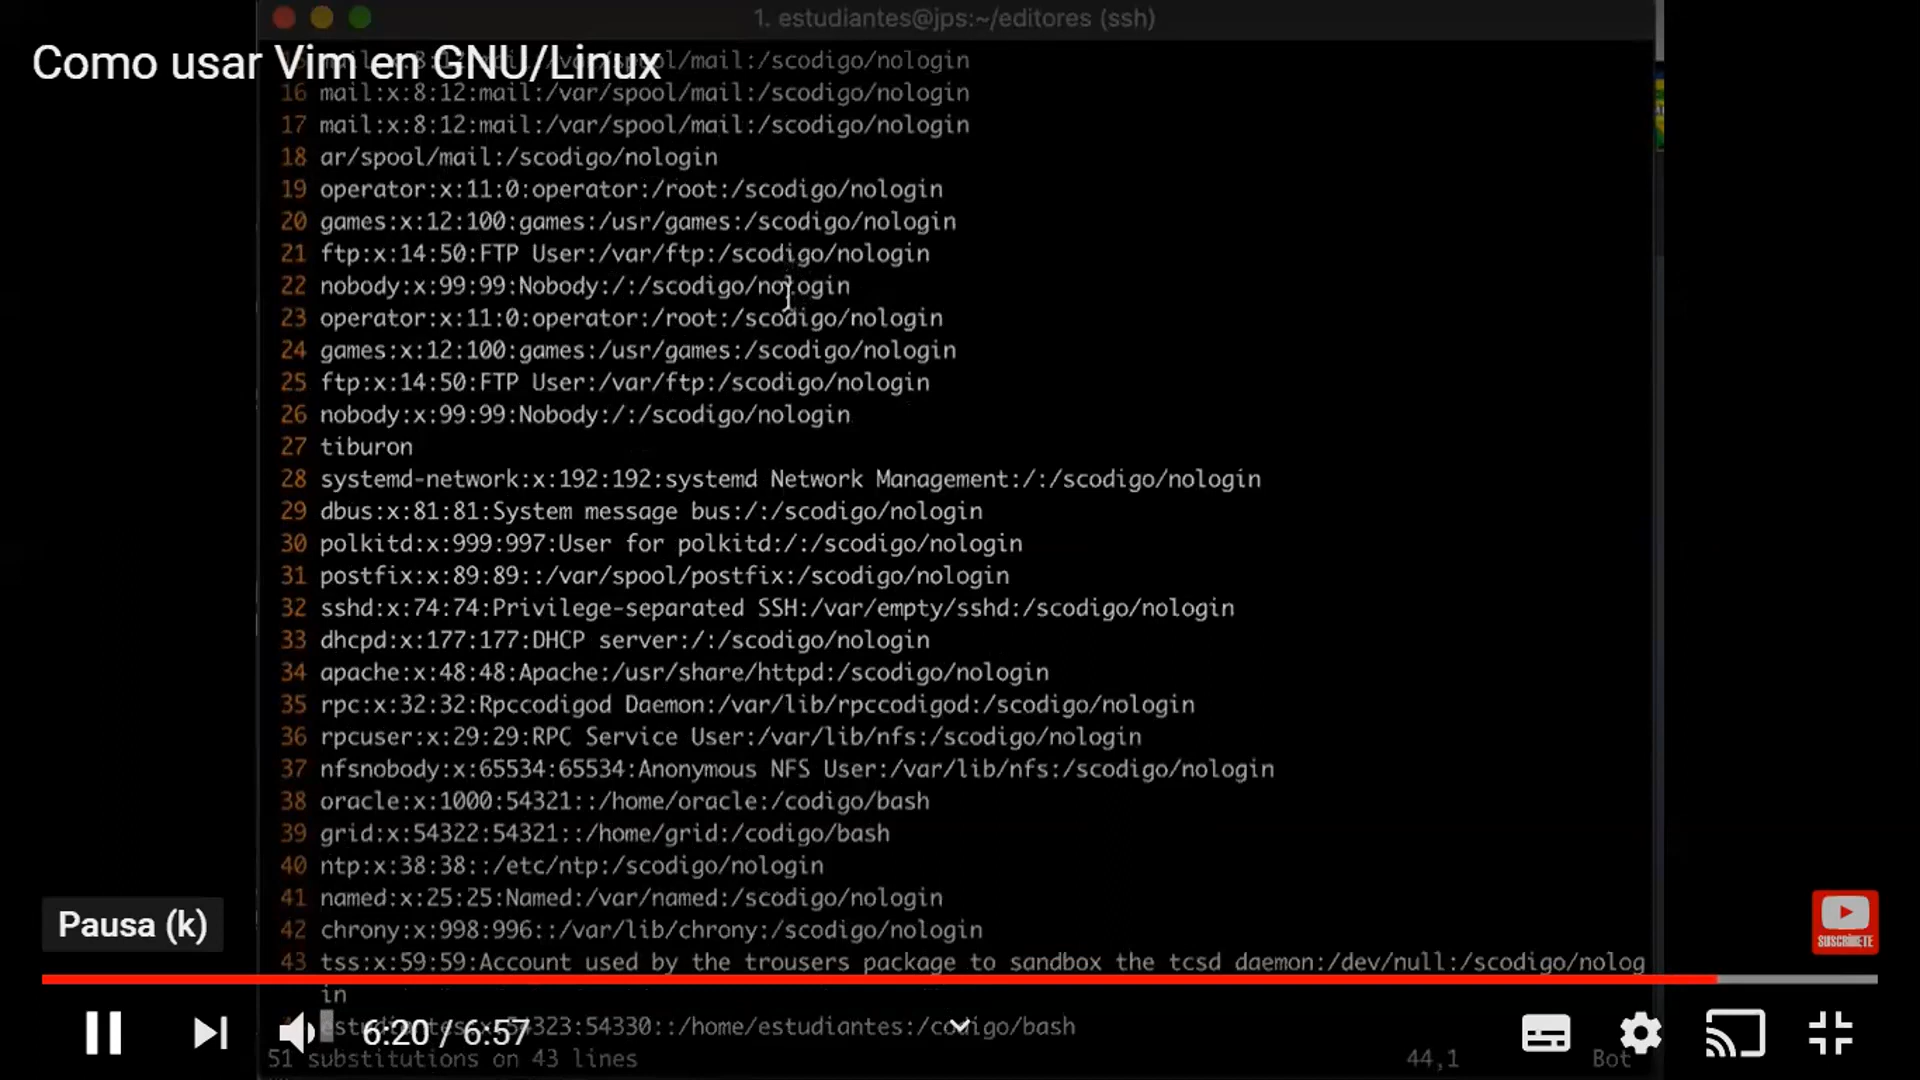 1. estudiantes@jps:~/editores (ssh)
Como usar Vim en GNU/Linux
mail:/scodigo/nologin
16 mail:x:8:12:mail:/var/spool/mail:/scodigo/nologin
17 mail:x:8:12:mail:/var/spool/mail:/scodigo/nologin
18 ar/spool/mail:/scodigo/nologin
19 operator:x:11:0:operator:/root:/scodigo/nologin
20 games:x:12:100:games:/usr/games:/scodigo/nologin
21 ftp:x:14:50:FTP User:/var/ftp:/scodigo/nologin
22 nobody:x:99:99:Nobody:/:/scodigo/nologin
23 operator:x:11:0:operator:/root:/scodigo/nologin
24 games:x:12:100:games:/usr/games:/scodigo/nologin
25 ftp:x:14:50:FTP User:/var/ftp:/scodigo/nologin
26 nobody:x:99:99:Nobody:/:/scodigo/nologin
27 tiburon
28 systemd-network:x:192:192:systemd Network Management:/:/scodigo/nologin
29 dbus:x:81:81:System message bus:/:/scodigo/nologin
30 polkitd:x:999:997:User for polkitd:/:/scodigo/nologin
31 postfix:x:89:89::/var/spool/postfix:/scodigo/nologin
32 sshd:x:74:74:Privilege-separated SSH:/var/empty/sshd:/scodigo/nologin
33 dhcpd:x:177:177:DHCP server:/:/scodigo/nologin
34 apache:x:48:48:Apache:/usr/share/httpd:/scodigo/nologin
35 rpc:x:32:32:Rpccodigod Daemon:/var/lib/rpccodigod:/scodigo/nologin
36 rpcuser:x:29:29:RPC Service User:/var/lib/nfs:/scodigo/nologin
37 nfsnobody:x:65534:65534:Anonymous NFS User:/var/lib/nfs:/scodigo/nologin
38 oracle:x:1000:54321::/home/oracle:/codigo/bash
39 grid:x:54322:54321::/home/grid:/codigo/bash
40 ntp:x:38:38::/etc/ntp:/scodigo/nologin
41 named:x:25:25:Named:/var/named:/scodigo/nologin
42 chrony:x:998:996::/var/lib/chrony:/scodigo/nologin
43 tss:x:59:59:Account used by the trousers package to sandbox the tcsd daemon:/dev/null:/scodigo/nolog
in
estudiantes:x:54323:54330::/home/estudiantes:/codigo/bash
51 substitutions on 43 lines
44,1
Bot
Pausa (k)
SUSCRÍBETE
6:20 / 6:57